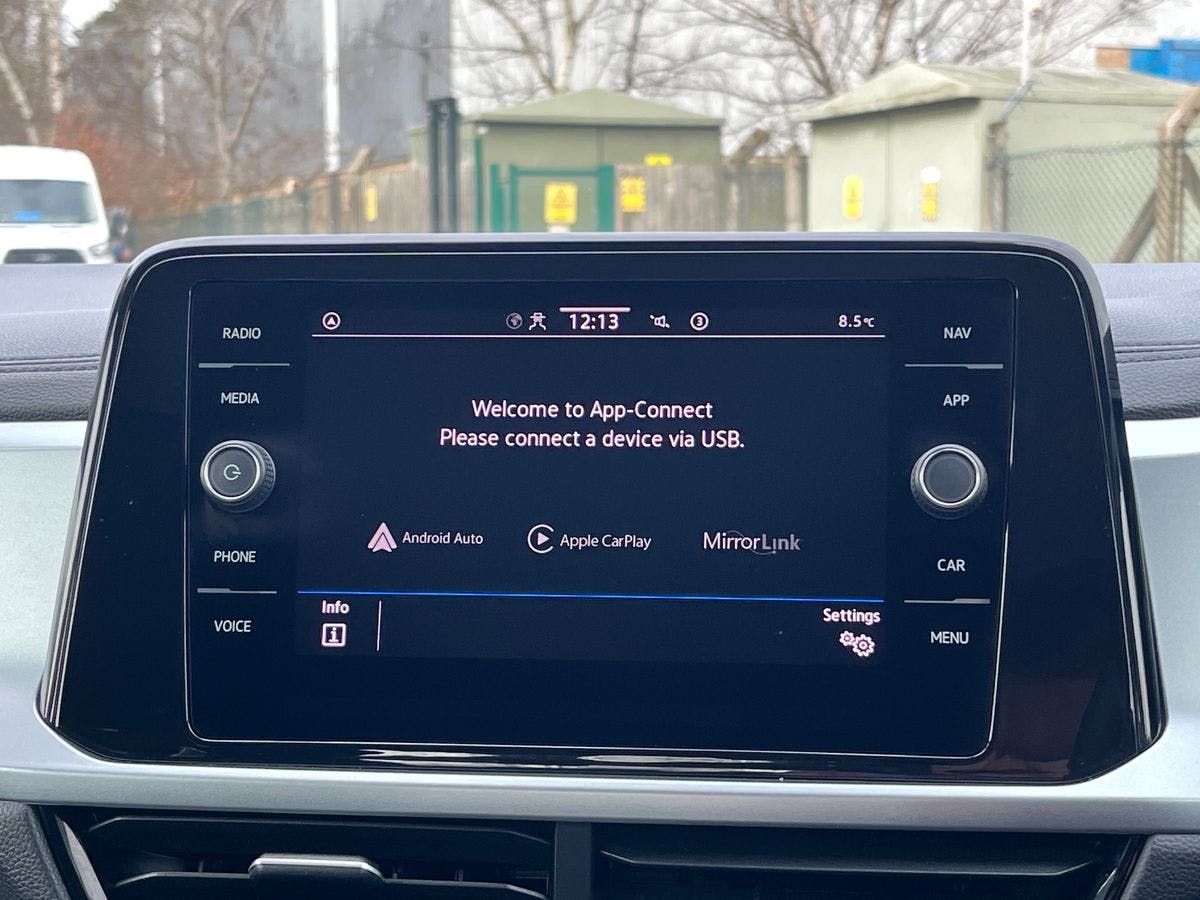 RADIO
MEDIA
PHONE
VOICE
12:13
3
8.5°C
Welcome to App-Connect
Please connect a device via USB.
Android Auto
Apple CarPlay
MirrorLink
Info
i
Settings
NAV
APP
CAR
MENU